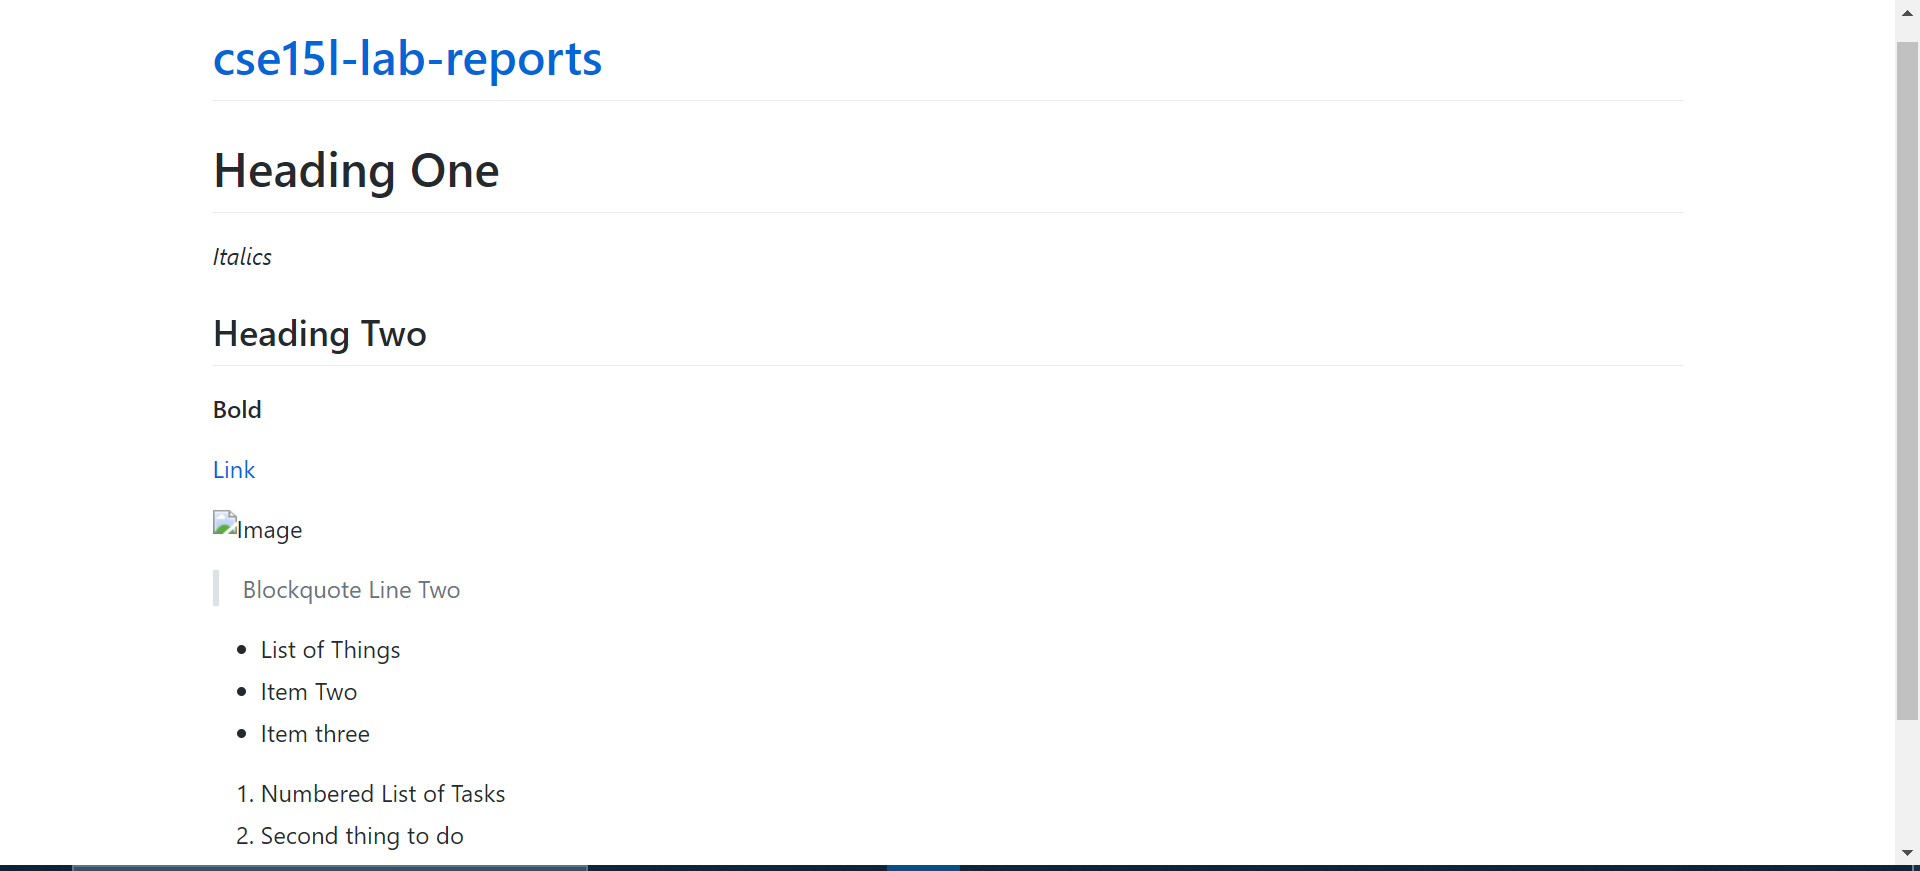 cse15l-lab-reports
Heading One
Italics
Heading Two
Bold
Link
Image
Blockquote Line Two
• List of Things
• Item Two
• Item three
1. Numbered List of Tasks
2. Second thing to do